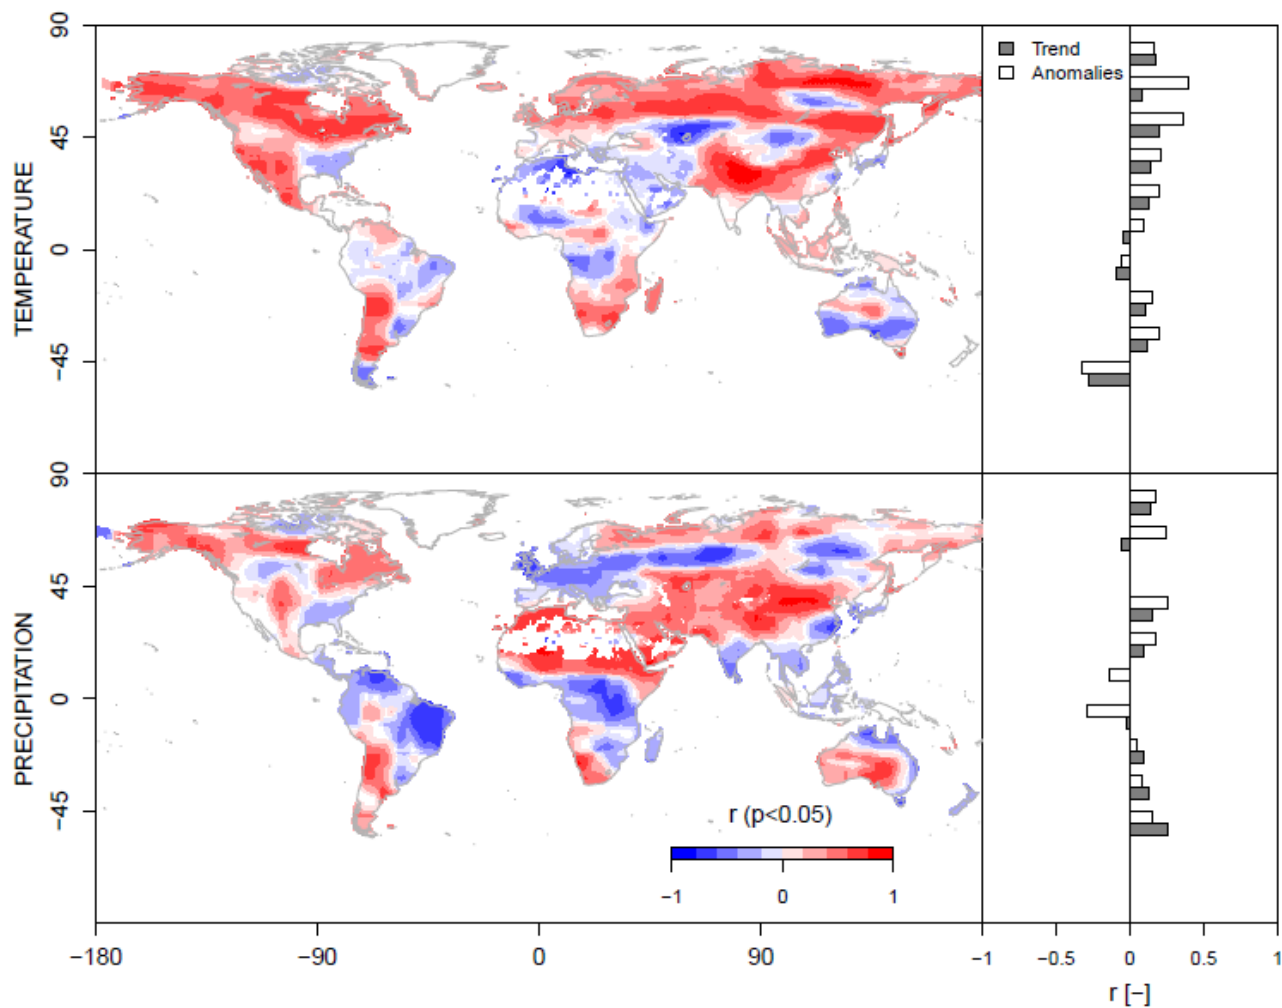 TEMPERATURE
90
45
0
−45
Trend
Anomalies
PRECIPITATION
90
45
0
−45
r (p<0.05)
−1 0 1
−180 −90 0 90
−1 −0.5 0 0.5 1
r [−]